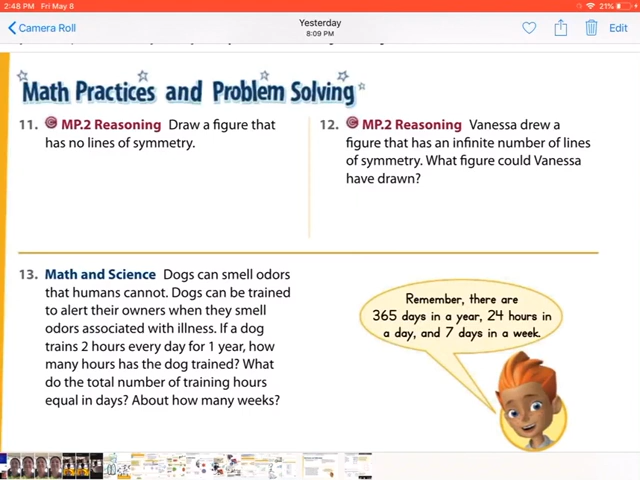 2:48 PM Fri May 8
21%
Camera Roll
Yesterday
8:09 PM
Edit
Math Practices and Problem Solving
11. MP.2 Reasoning Draw a figure that
has no lines of symmetry.
12. MP.2 Reasoning Vanessa drew a
figure that has an infinite number of lines
of symmetry. What figure could Vanessa
have drawn?
13. Math and Science Dogs can smell odors
that humans cannot. Dogs can be trained
to alert their owners when they smell
odors associated with illness. If a dog
trains 2 hours every day for 1 year, how
many hours has the dog trained? What
do the total number of training hours
equal in days? About how many weeks?
Remember, there are
365 days in a year, 24 hours in
a day, and 7 days in a week.